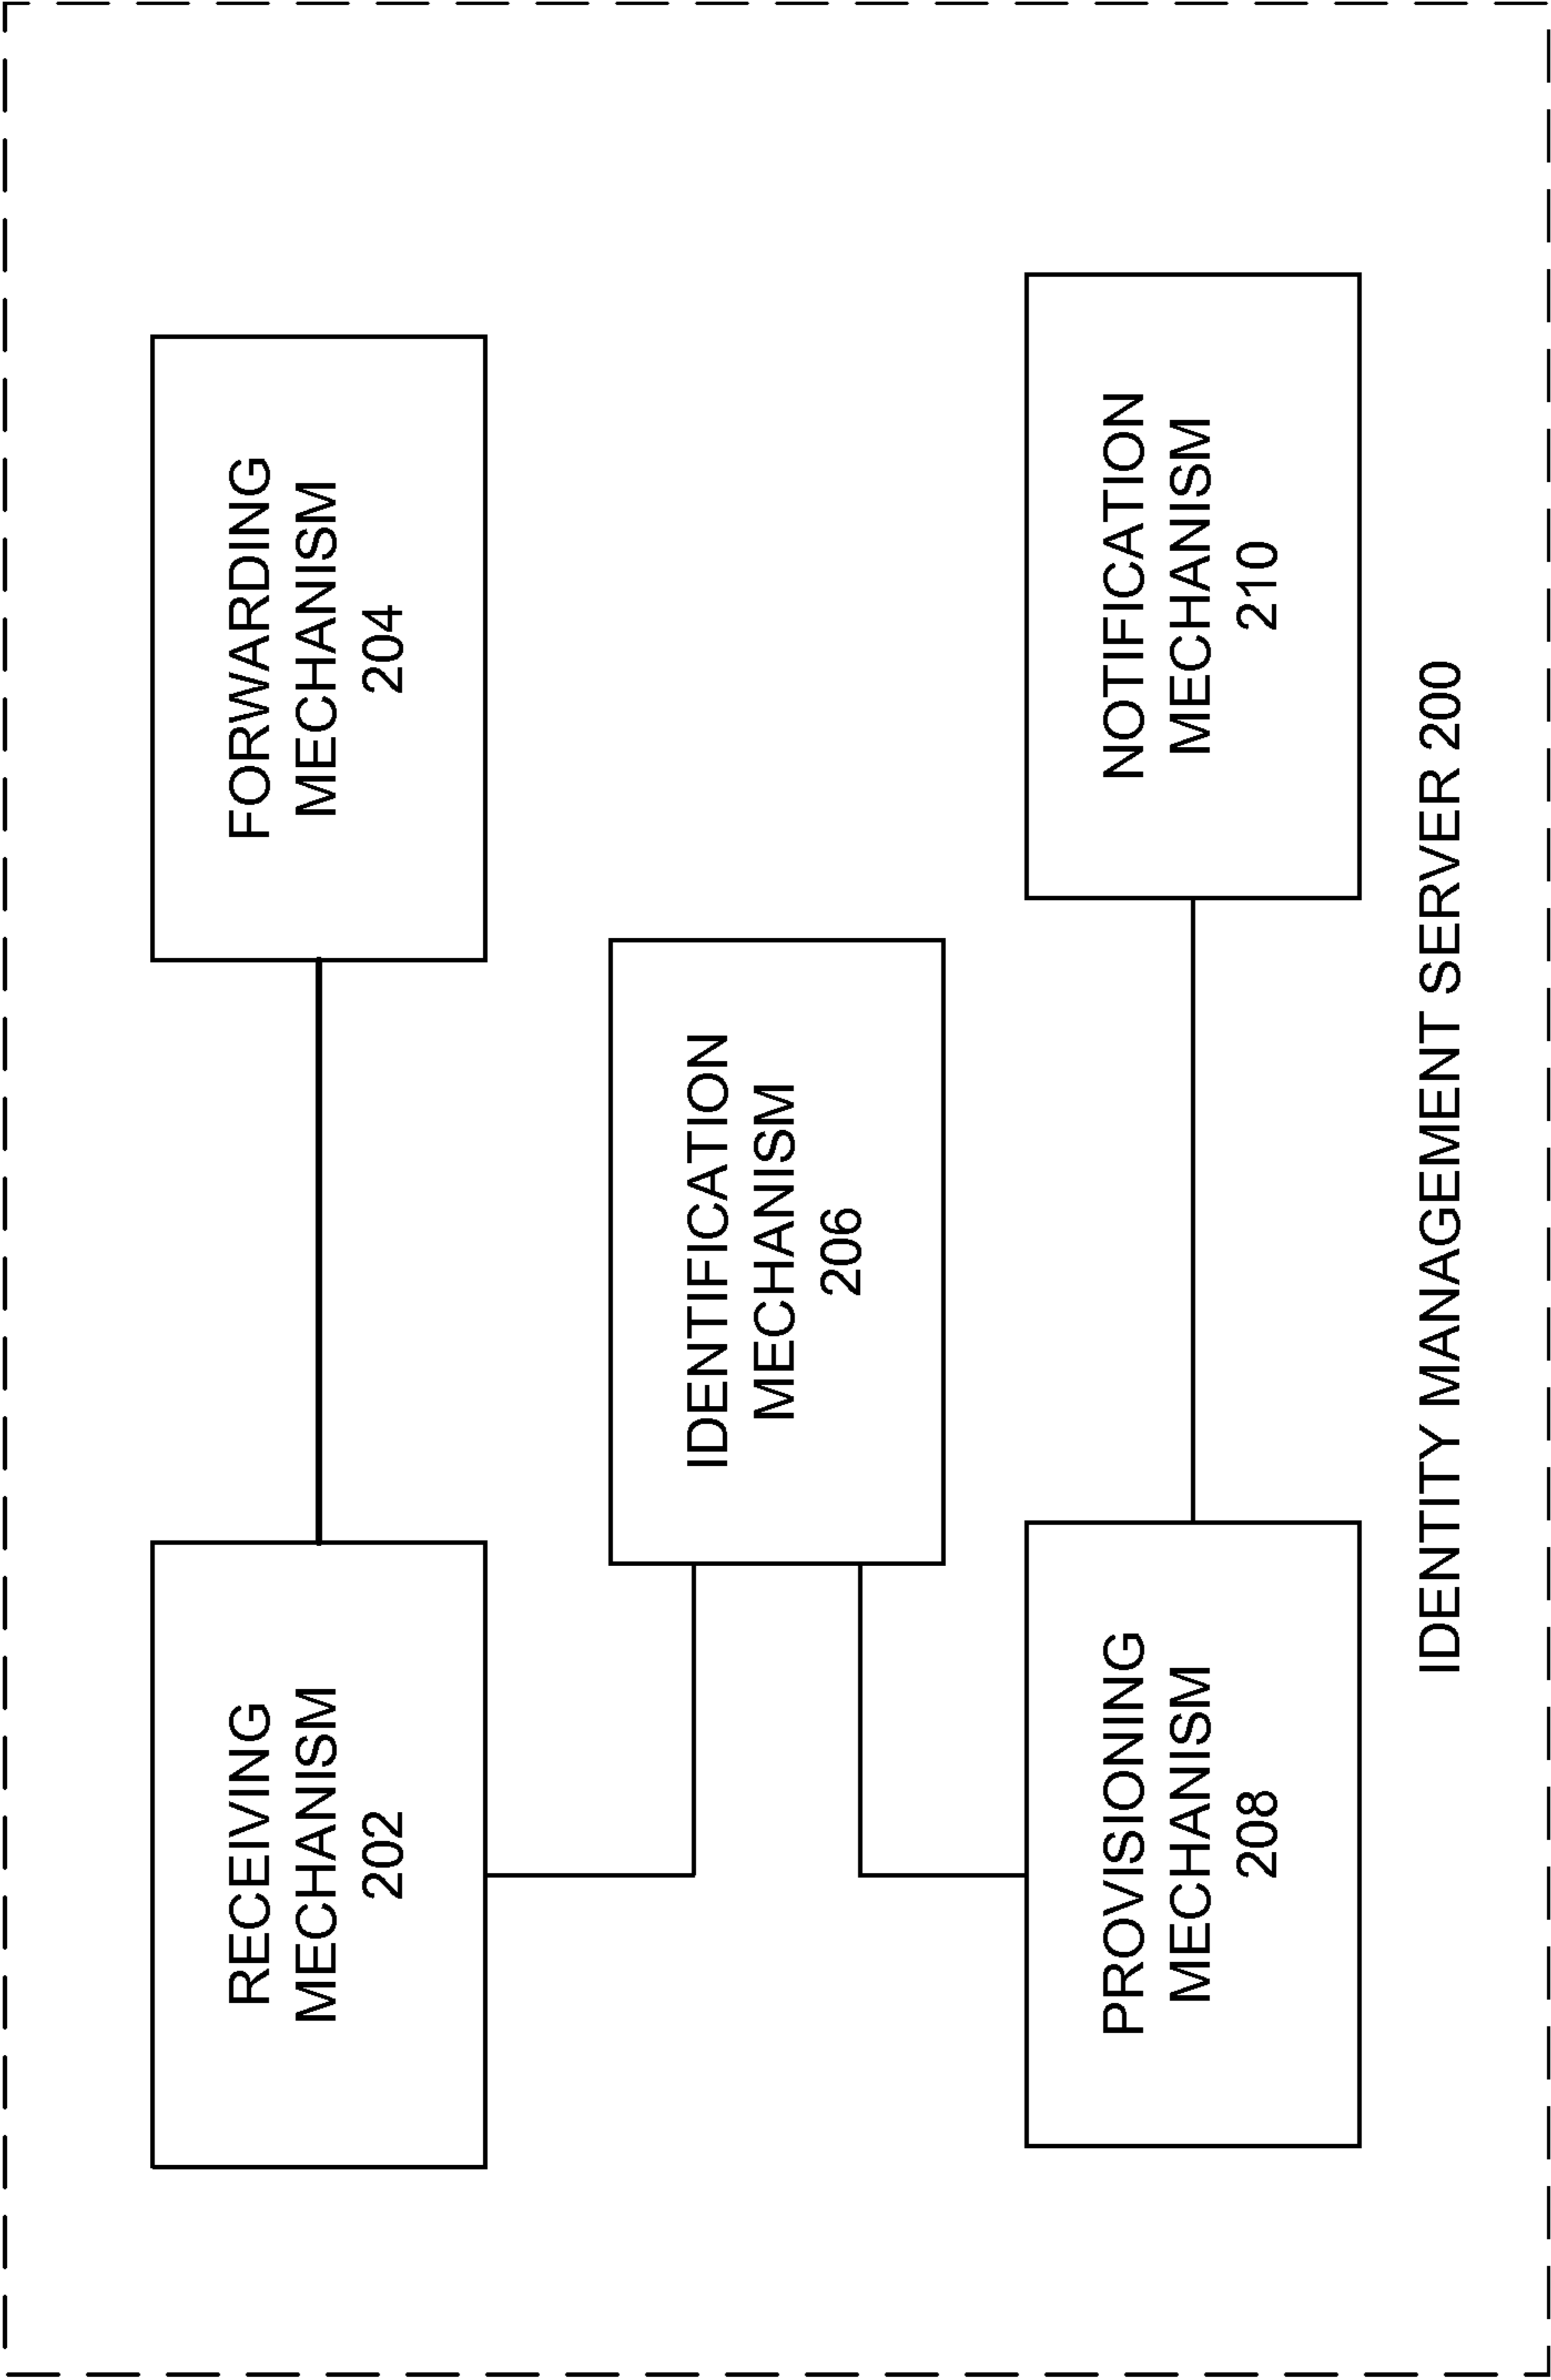 RECEIVING
MECHANISM
202
FORWARDING
MECHANISM
204
IDENTIFICATION
MECHANISM
206
PROVISIONING
MECHANISM
208
NOTIFICATION
MECHANISM
210
IDENTITY MANAGEMENT SERVER 200